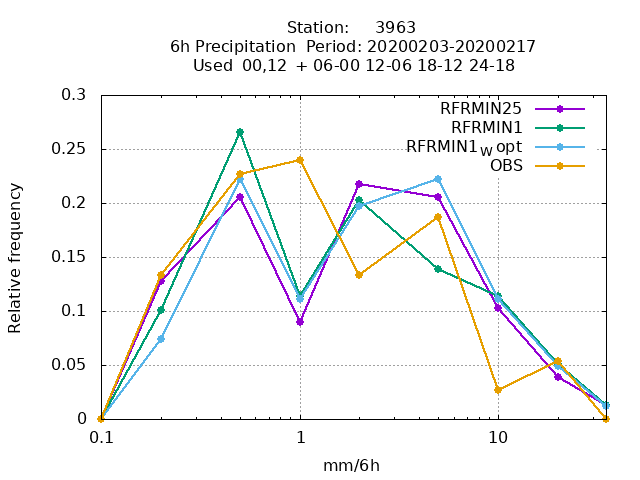 Station:     3963
6h Precipitation  Period: 20200203-20200217
Used  00,12  + 06-00 12-06 18-12 24-18
RFRMIN25
RFRMIN1
RFRMIN1wopt
OBS
0.3
0.25
0.2
0.15
0.1
0.05
0
Relative frequency
0.1
1
10
mm/6h